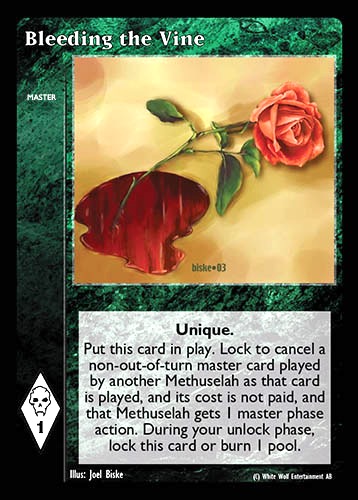 Bleeding the Vine
MASTER
biske•03
Unique.
Put this card in play. Lock to cancel a
non-out-of-turn master card played
by another Methuselah as that card
is played, and its cost is not paid, and
that Methuselah gets 1 master phase
action. During your unlock phase,
lock this card or burn 1 pool.
1
Illus: Joel Biske
(C) White Wolf Entertainment AB